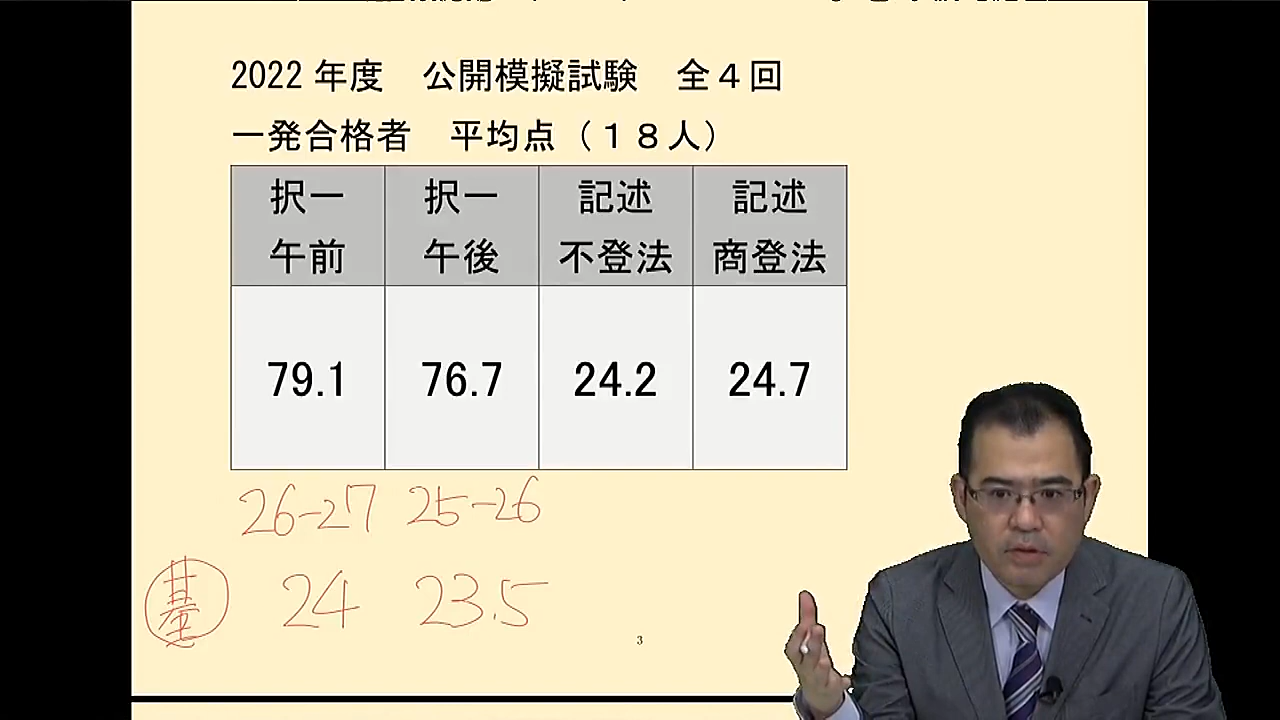 2022 年度　公開模擬試験　全４回
一発合格者　平均点（１８人）
択一 択一 記述 記述
午前 午後 不登法 商登法
79.1 76.7 24.2 24.7
26-27 25-26
基 24 23.5
3